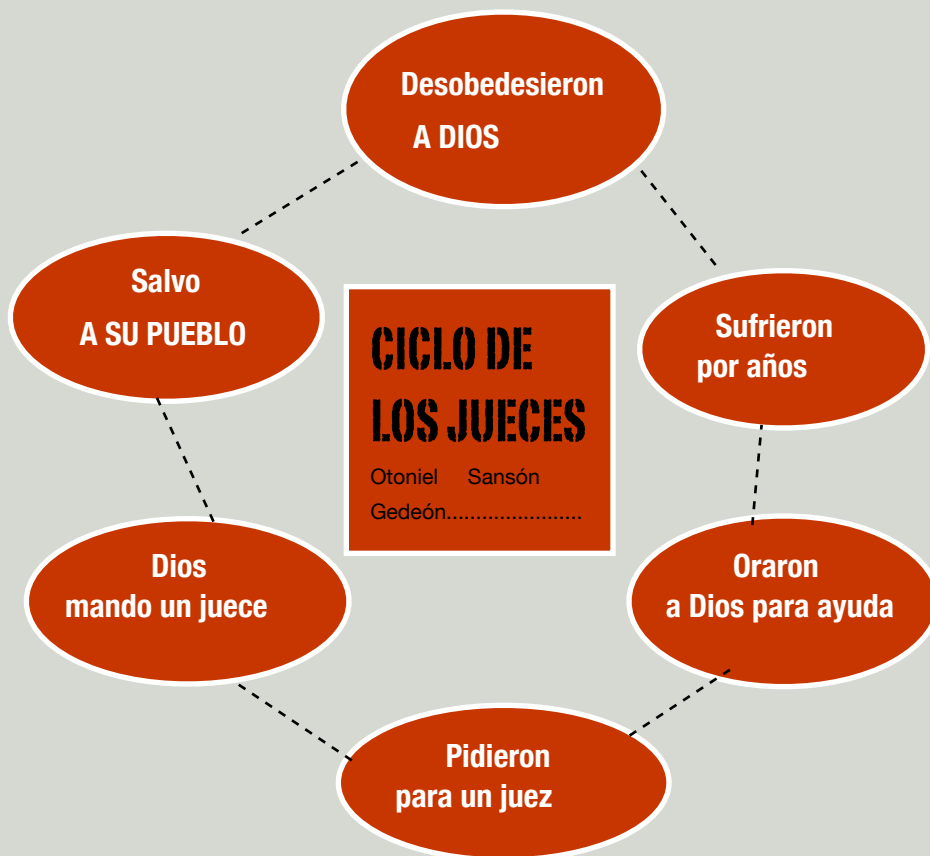 Desobedesieron
A DIOS
Salvo
A SU PUEBLO
CICLO DE
LOS JUECES
Otoniel Sansón
Gedeón......................
Sufrieron
por años
Dios
mando un juece
Oraron
a Dios para ayuda
Pidieron
para un juez